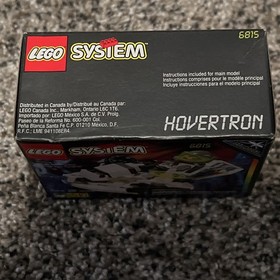 LEGO SYSTEM
6815
Instructions included for main model
Instructions comprises pour le modèle principal
Instrucciones para el modelo principal
Distributed in Canada by/Distribué au Canada par:
LEGO Canada Inc., Markham, Ontario L6C 1T6.
Importado por: LEGO México S.A. de C.V. Prolg.
Paseo de la Reforma No. 600-001 Col.
Peña Blanca Santa Fe C.P. 01210 México, D.F.
R.F.C.: LME
HOVERTRON
LEGO SYSTEM
6815